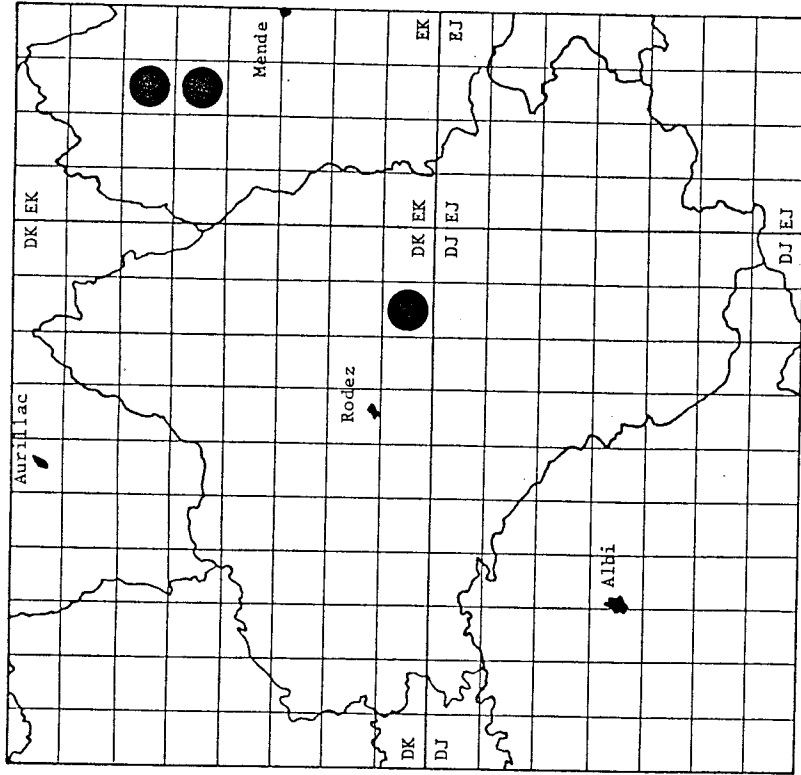 Aurillac
Mende
Rodez
Albi
DK EK
EK
EJ
DK EK
DJ EJ
DK
DJ
DJ EJ